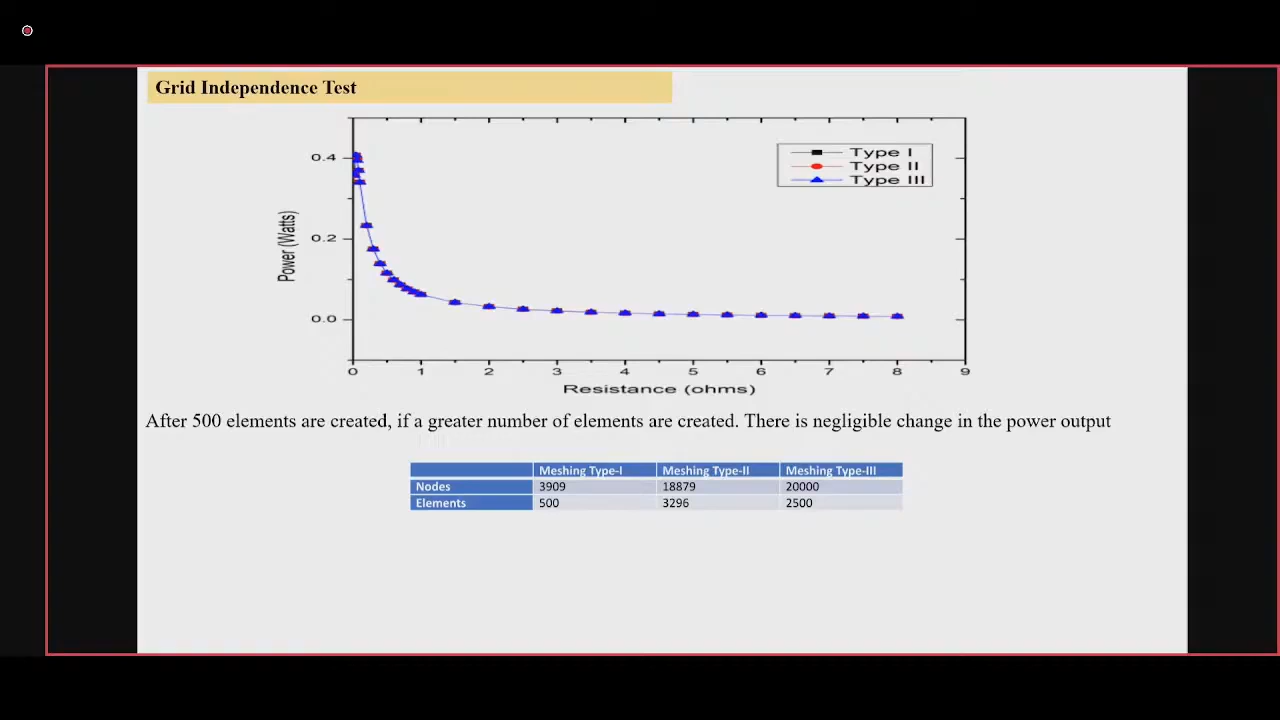 Grid Independence Test
Type I
Type II
Type III
0.4
0.2
0.0
Power (Watts)
0 1 2 3 4 5 6 7 8 9
Resistance (ohms)
After 500 elements are created, if a greater number of elements are created. There is negligible change in the power output
Meshing Type-I Meshing Type-II Meshing Type-III
Nodes 3909 18879 20000
Elements 500 3296 2500